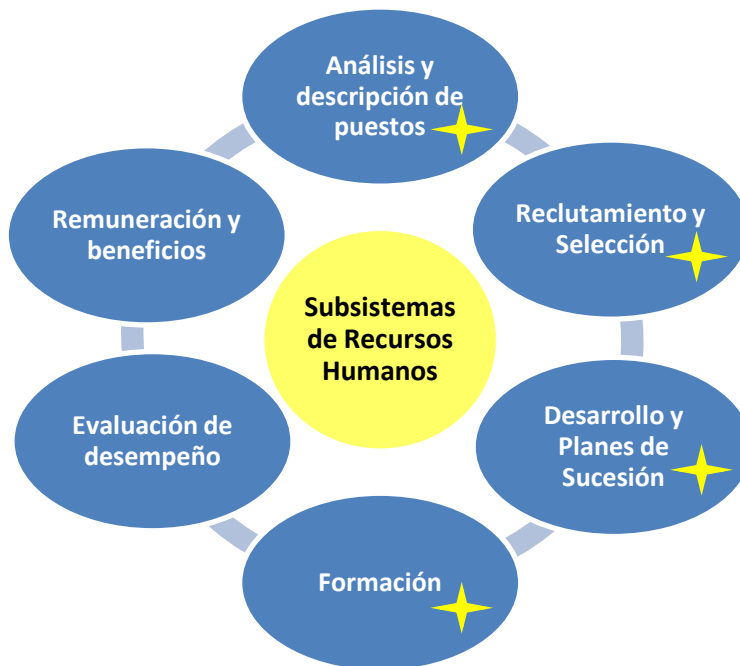 Análisis y
descripción de
puestos
Reclutamiento y
Selección
Desarrollo y
Planes de
Sucesión
Formación
Evaluación de
desempeño
Remuneración y
beneficios
Subsistemas
de Recursos
Humanos